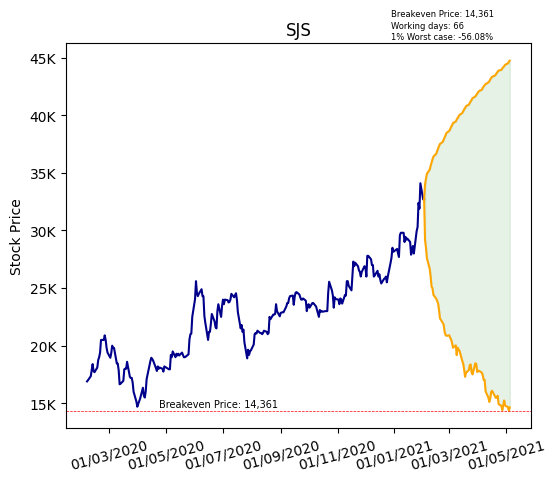 Breakeven Price: 14,361
Working days: 66
1% Worst case: -56.08%
SJS
45K
40K
35K
30K
25K
20K
15K
Stock Price
Breakeven Price: 14,361
01/03/2020
01/05/2020
01/07/2020
01/09/2020
01/11/2020
01/01/2021
01/03/2021
01/05/2021